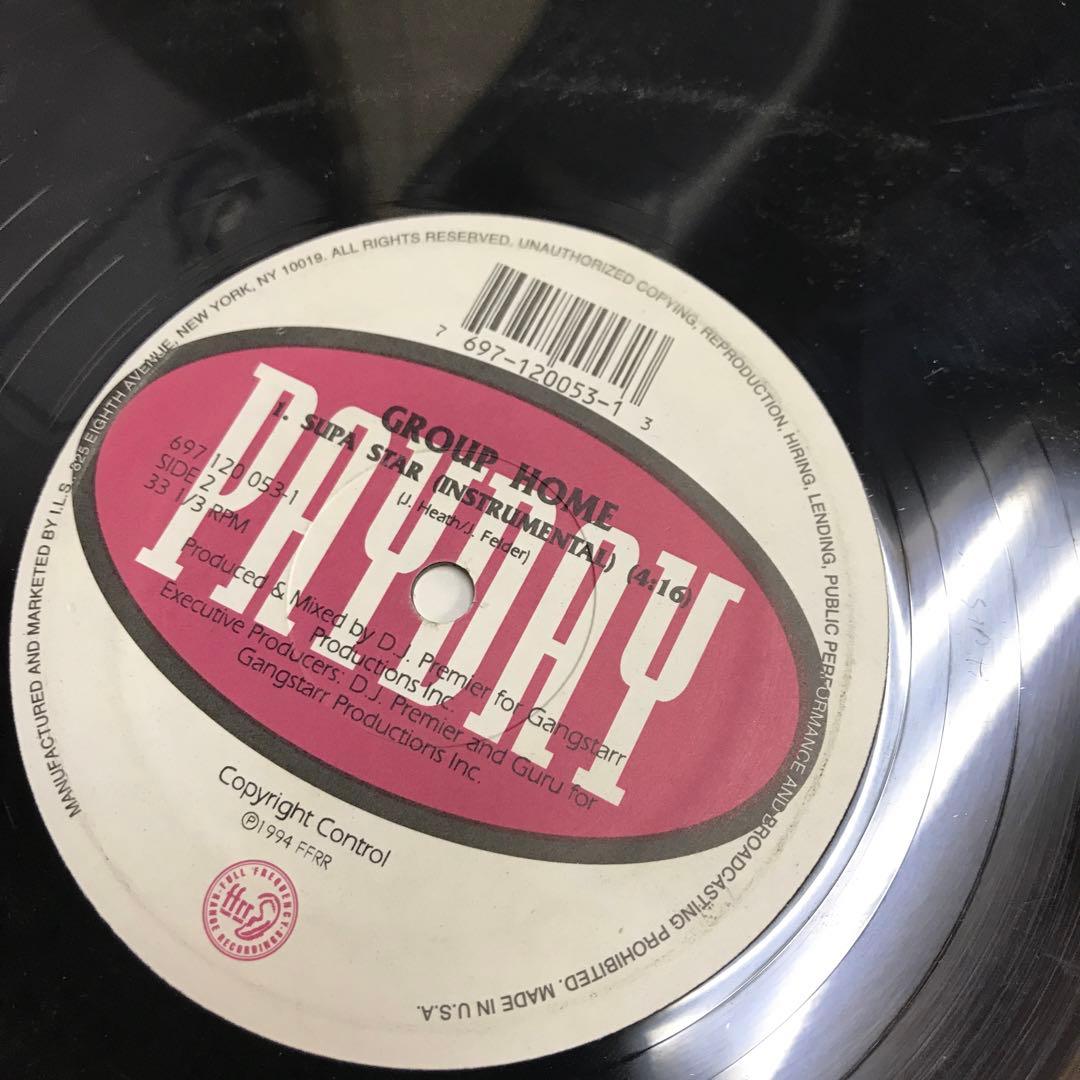 MANUFACTURED AND MARKETED BY I.L.S., 825 EIGHTH AVENUE, NEW YORK, NY 10019. ALL RIGHTS RESERVED. UNAUTHORIZED COPYING, REPRODUCTION, HIRING, LENDING, PUBLIC PERFORMANCE AND BROADCASTING PROHIBITED. MADE IN U.S.A.
7 697-120053-1 3
PAYDAY
GROUP HOME
1. SUPA STAR (INSTRUMENTAL) (4:16)
(J. Heath/J. Felder)
697 120 053-1
SIDE 2
33 1/3 RPM
Produced & Mixed by D.J. Premier for Gangstarr
Productions Inc.
Executive Producers: D.J. Premier and Guru for
Gangstarr Productions Inc.
Copyright Control
℗1994 FFRR
FULL FREQUENCY RANGE RECORDINGS
ffrr